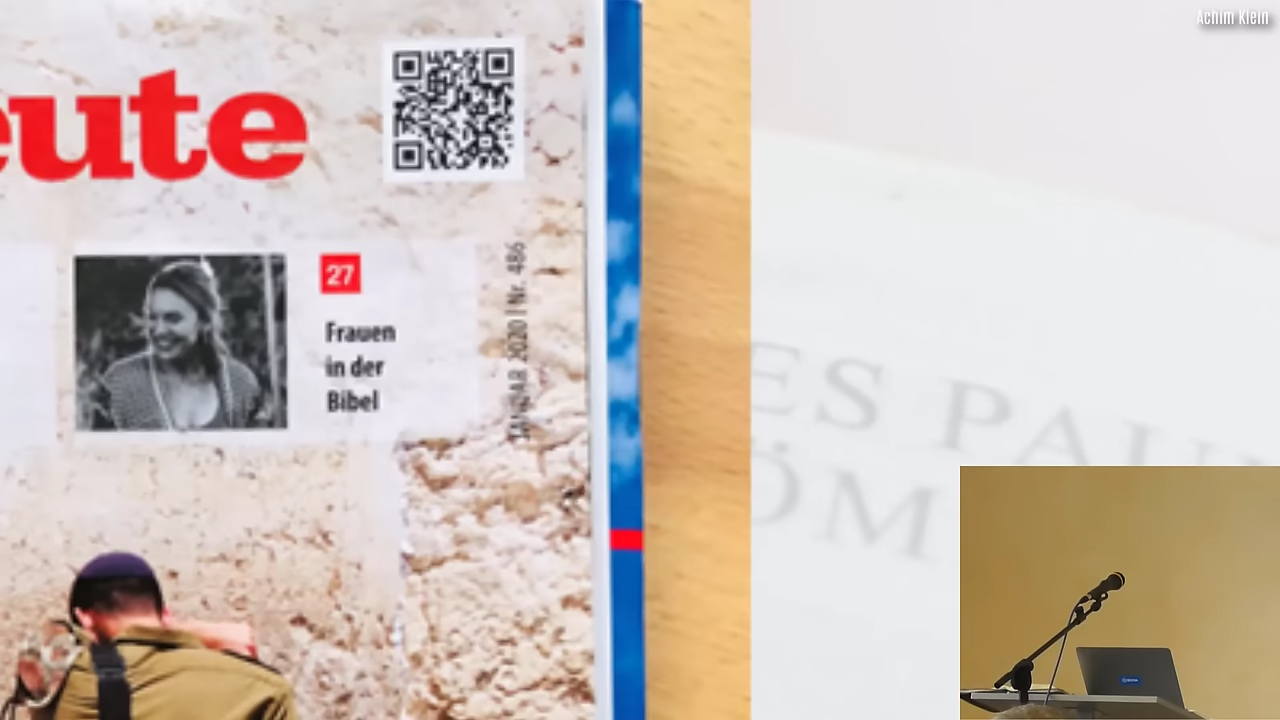 Achim Klein
eute
27
Frauen
in der
Bibel
JANUAR 2020 | Nr. 486
ES PAU
ÖM